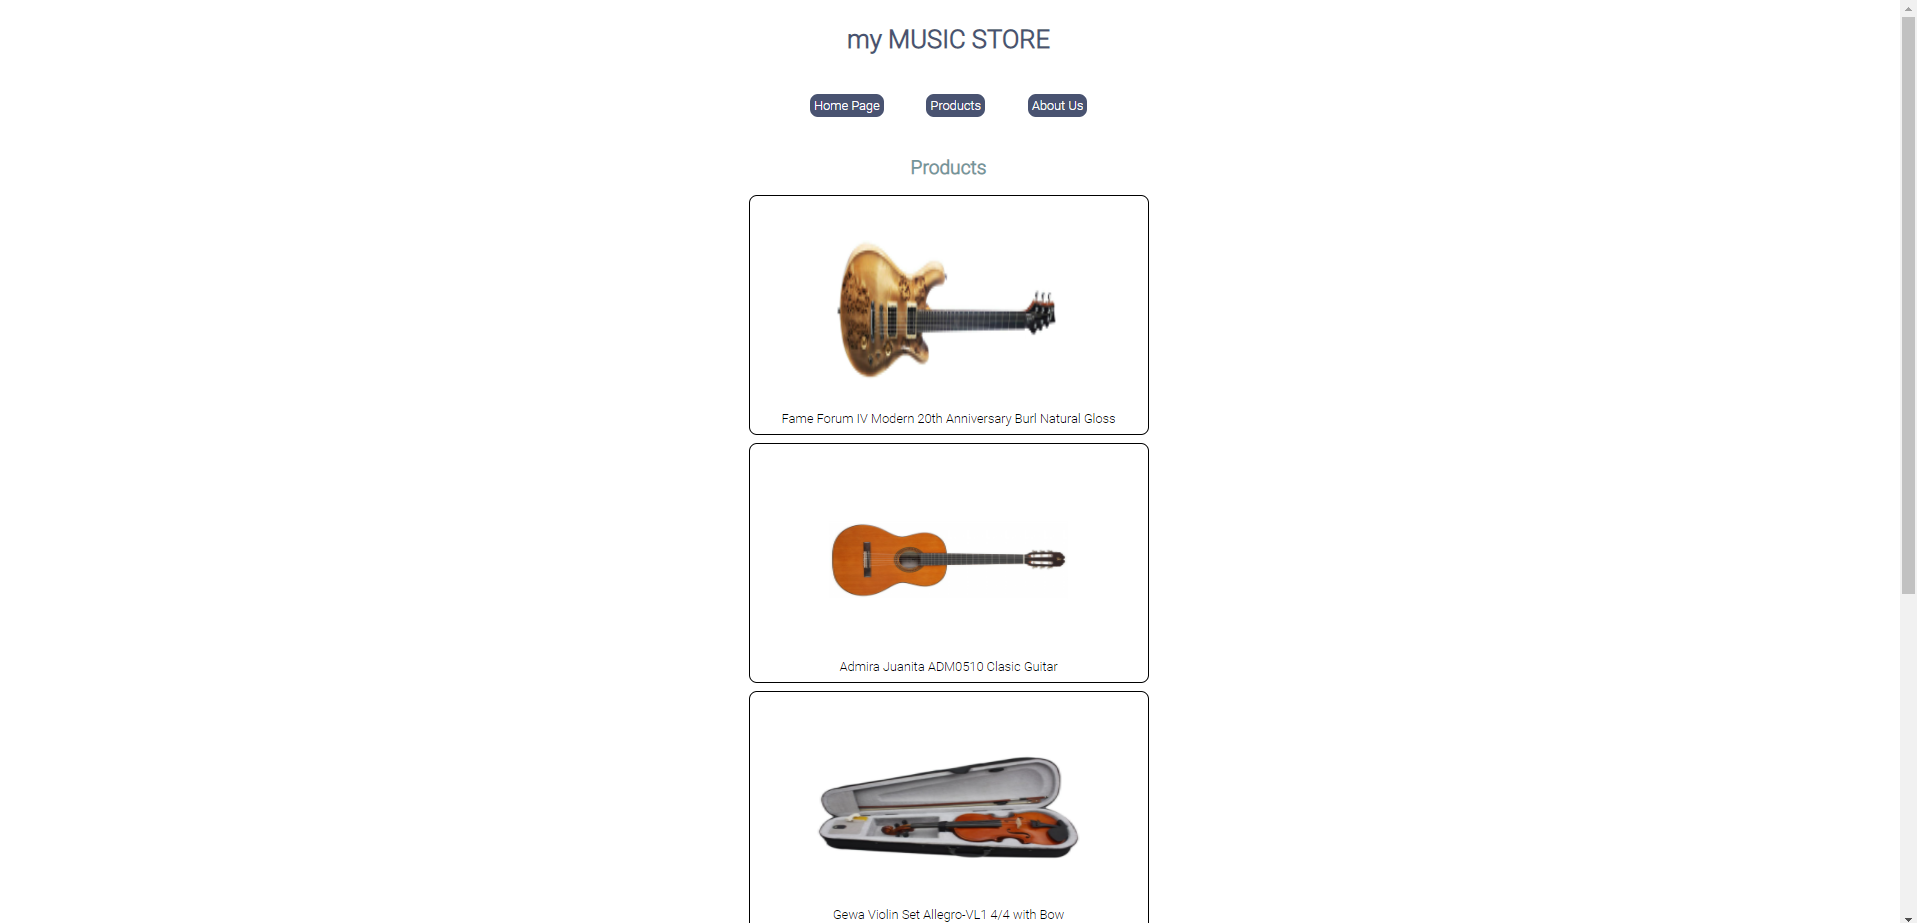 my MUSIC STORE
Home Page Products About Us
Products
Fame Forum IV Modern 20th Anniversary Burl Natural Gloss
Admira Juanita ADM0510 Clasic Guitar
Gewa Violin Set Allegro-VL1 4/4 with Bow